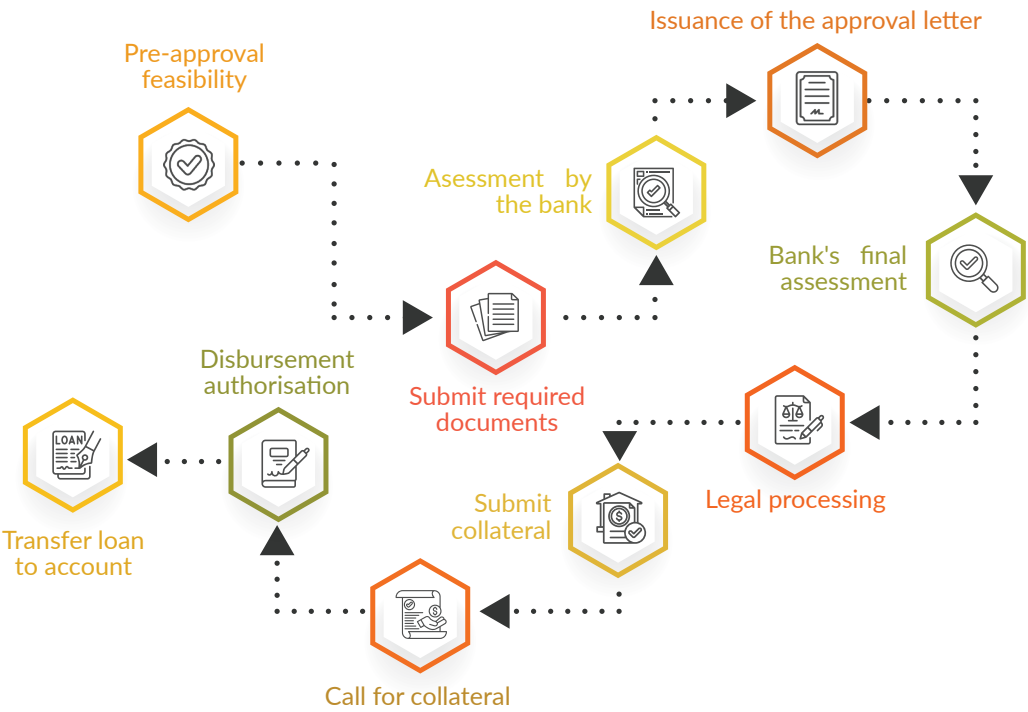 Pre-approval
feasibility
Submit required
documents
Asessment by
the bank
Issuance of the approval letter
Bank's final
assessment
Legal processing
Submit
collateral
$
Call for collateral
$
Disbursement
authorisation
LOAN
Transfer loan
to account